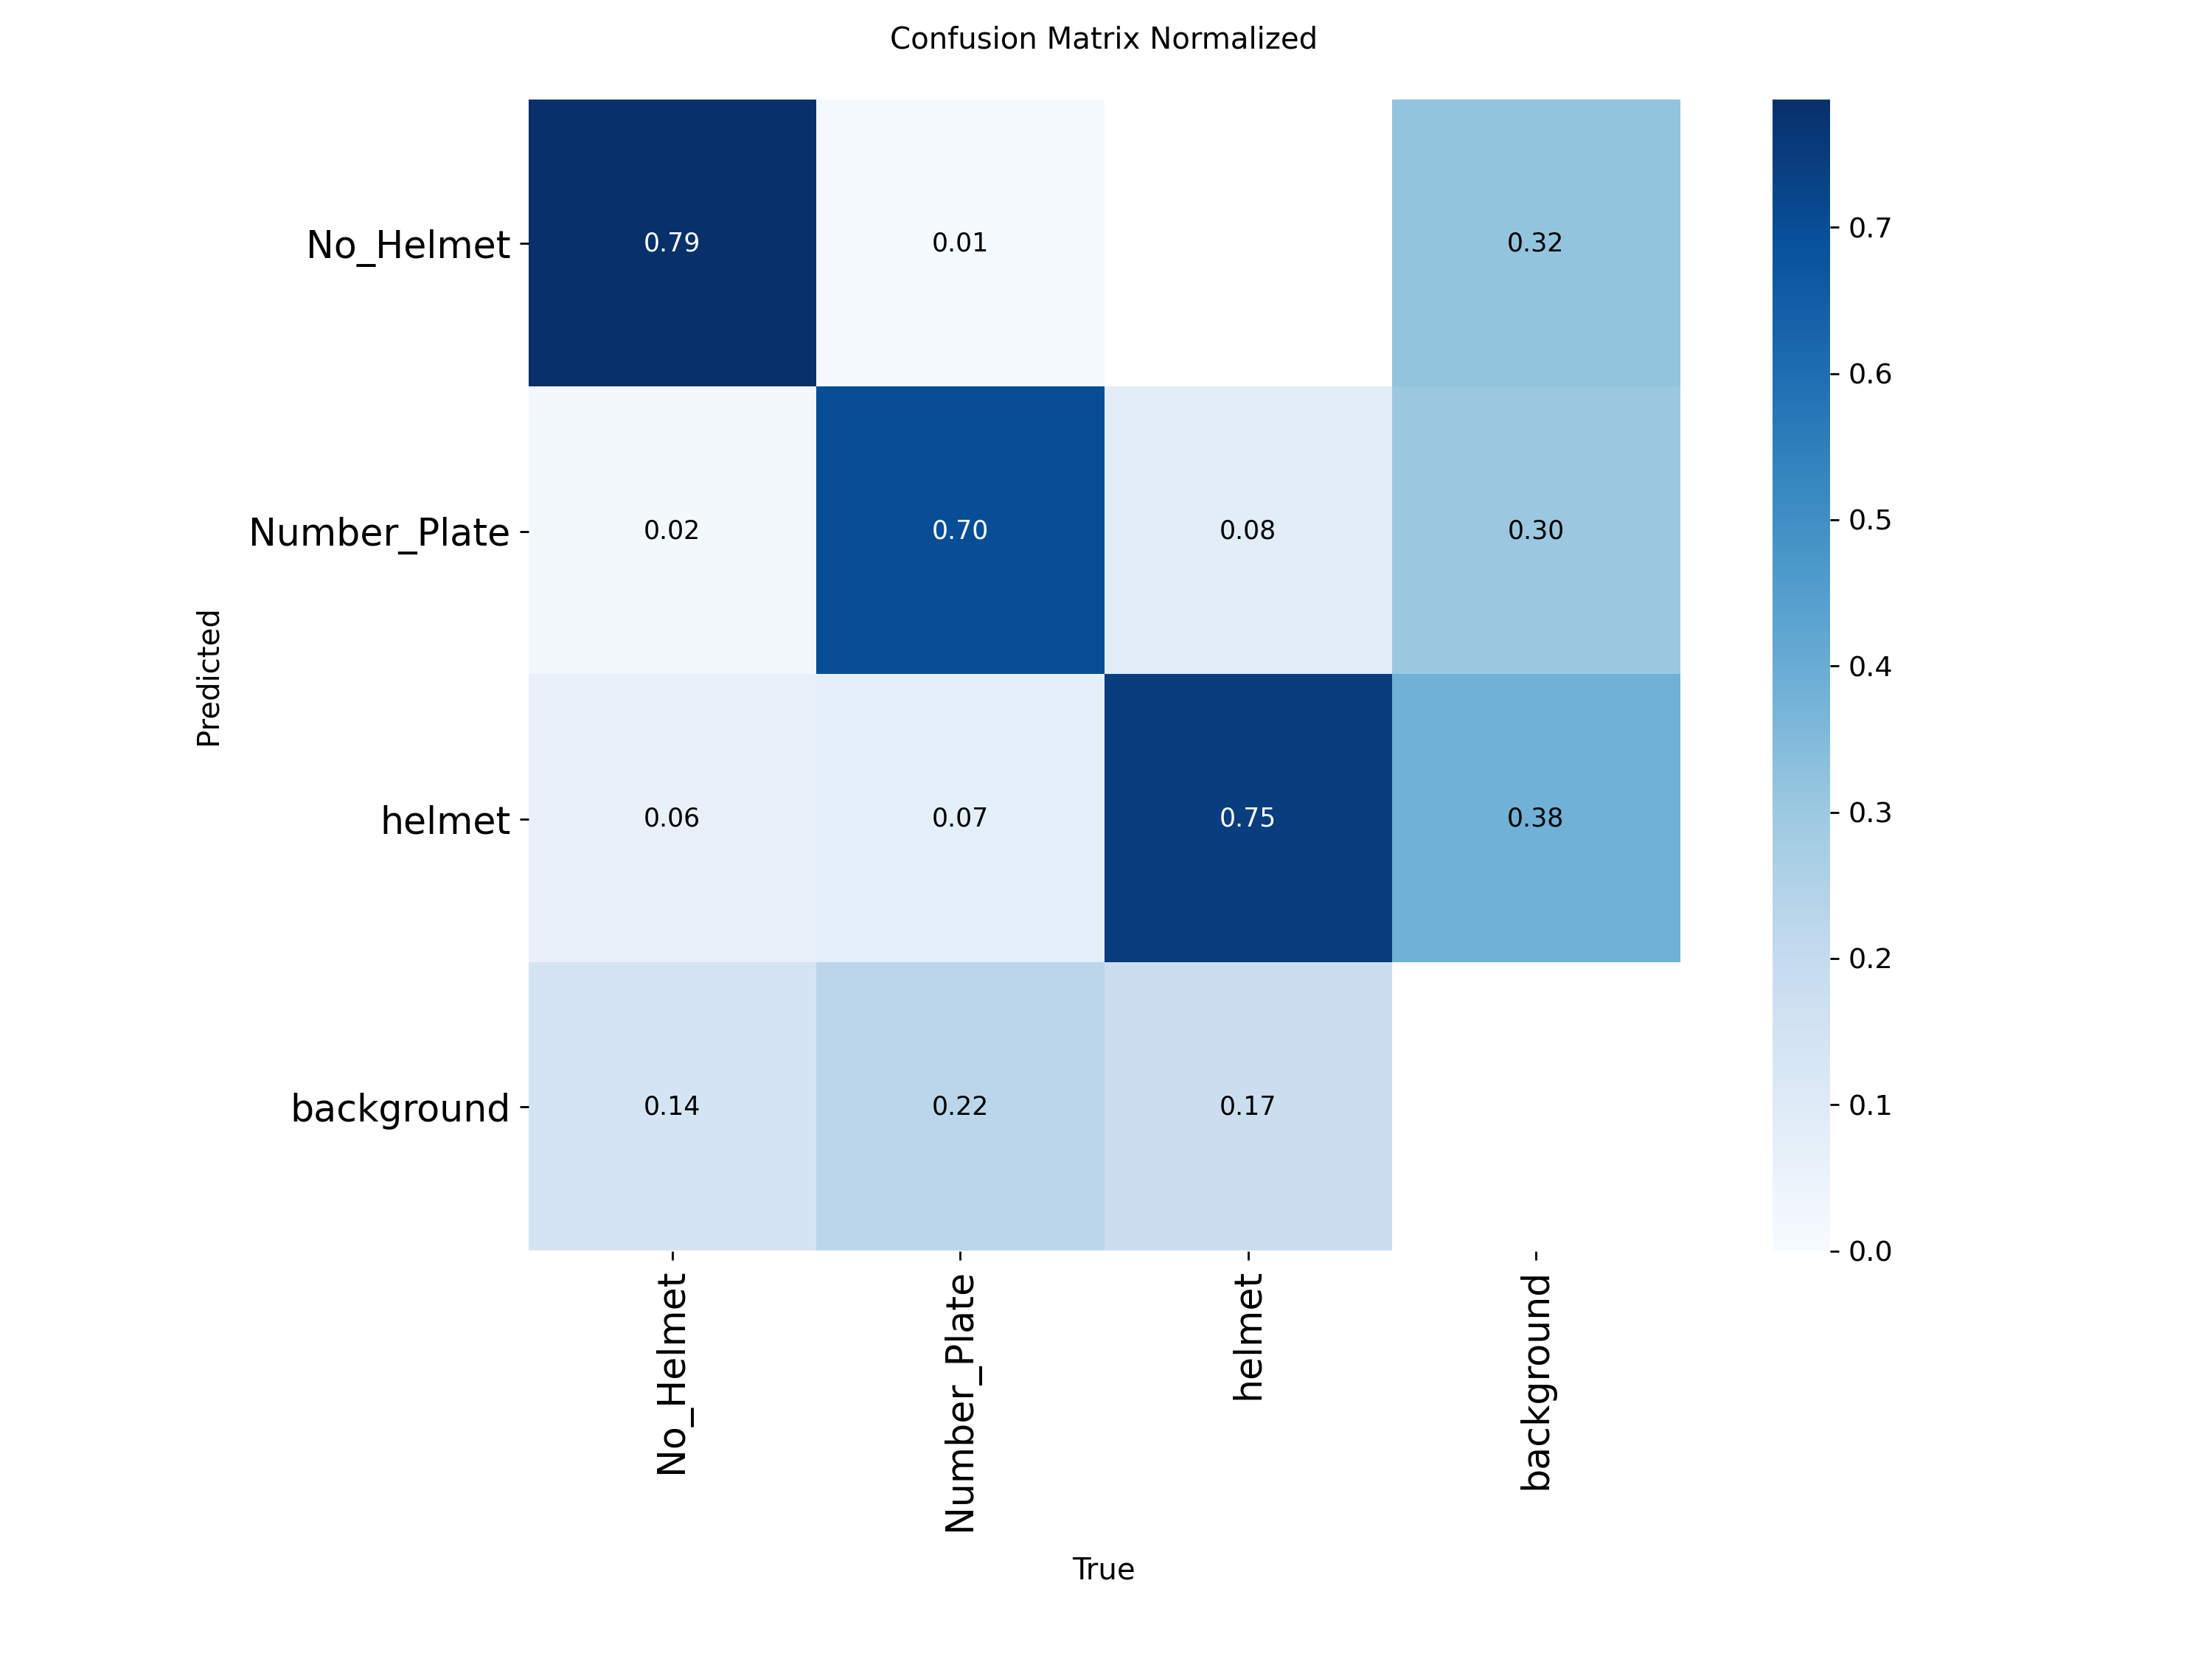 Confusion Matrix Normalized
No_Helmet
0.79
0.01
0.32
Number_Plate
0.02
0.70
0.08
0.30
helmet
0.06
0.07
0.75
0.38
background
0.14
0.22
0.17
Predicted
No_Helmet
Number_Plate
helmet
background
True
0.7
0.6
0.5
0.4
0.3
0.2
0.1
0.0